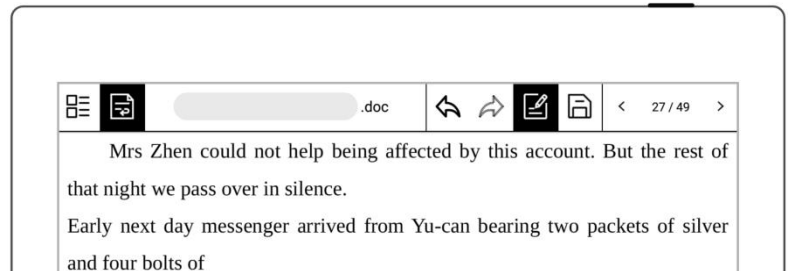 .doc
27 / 49
Mrs Zhen could not help being affected by this account. But the rest of
that night we pass over in silence.
Early next day messenger arrived from Yu-can bearing two packets of silver
and four bolts of